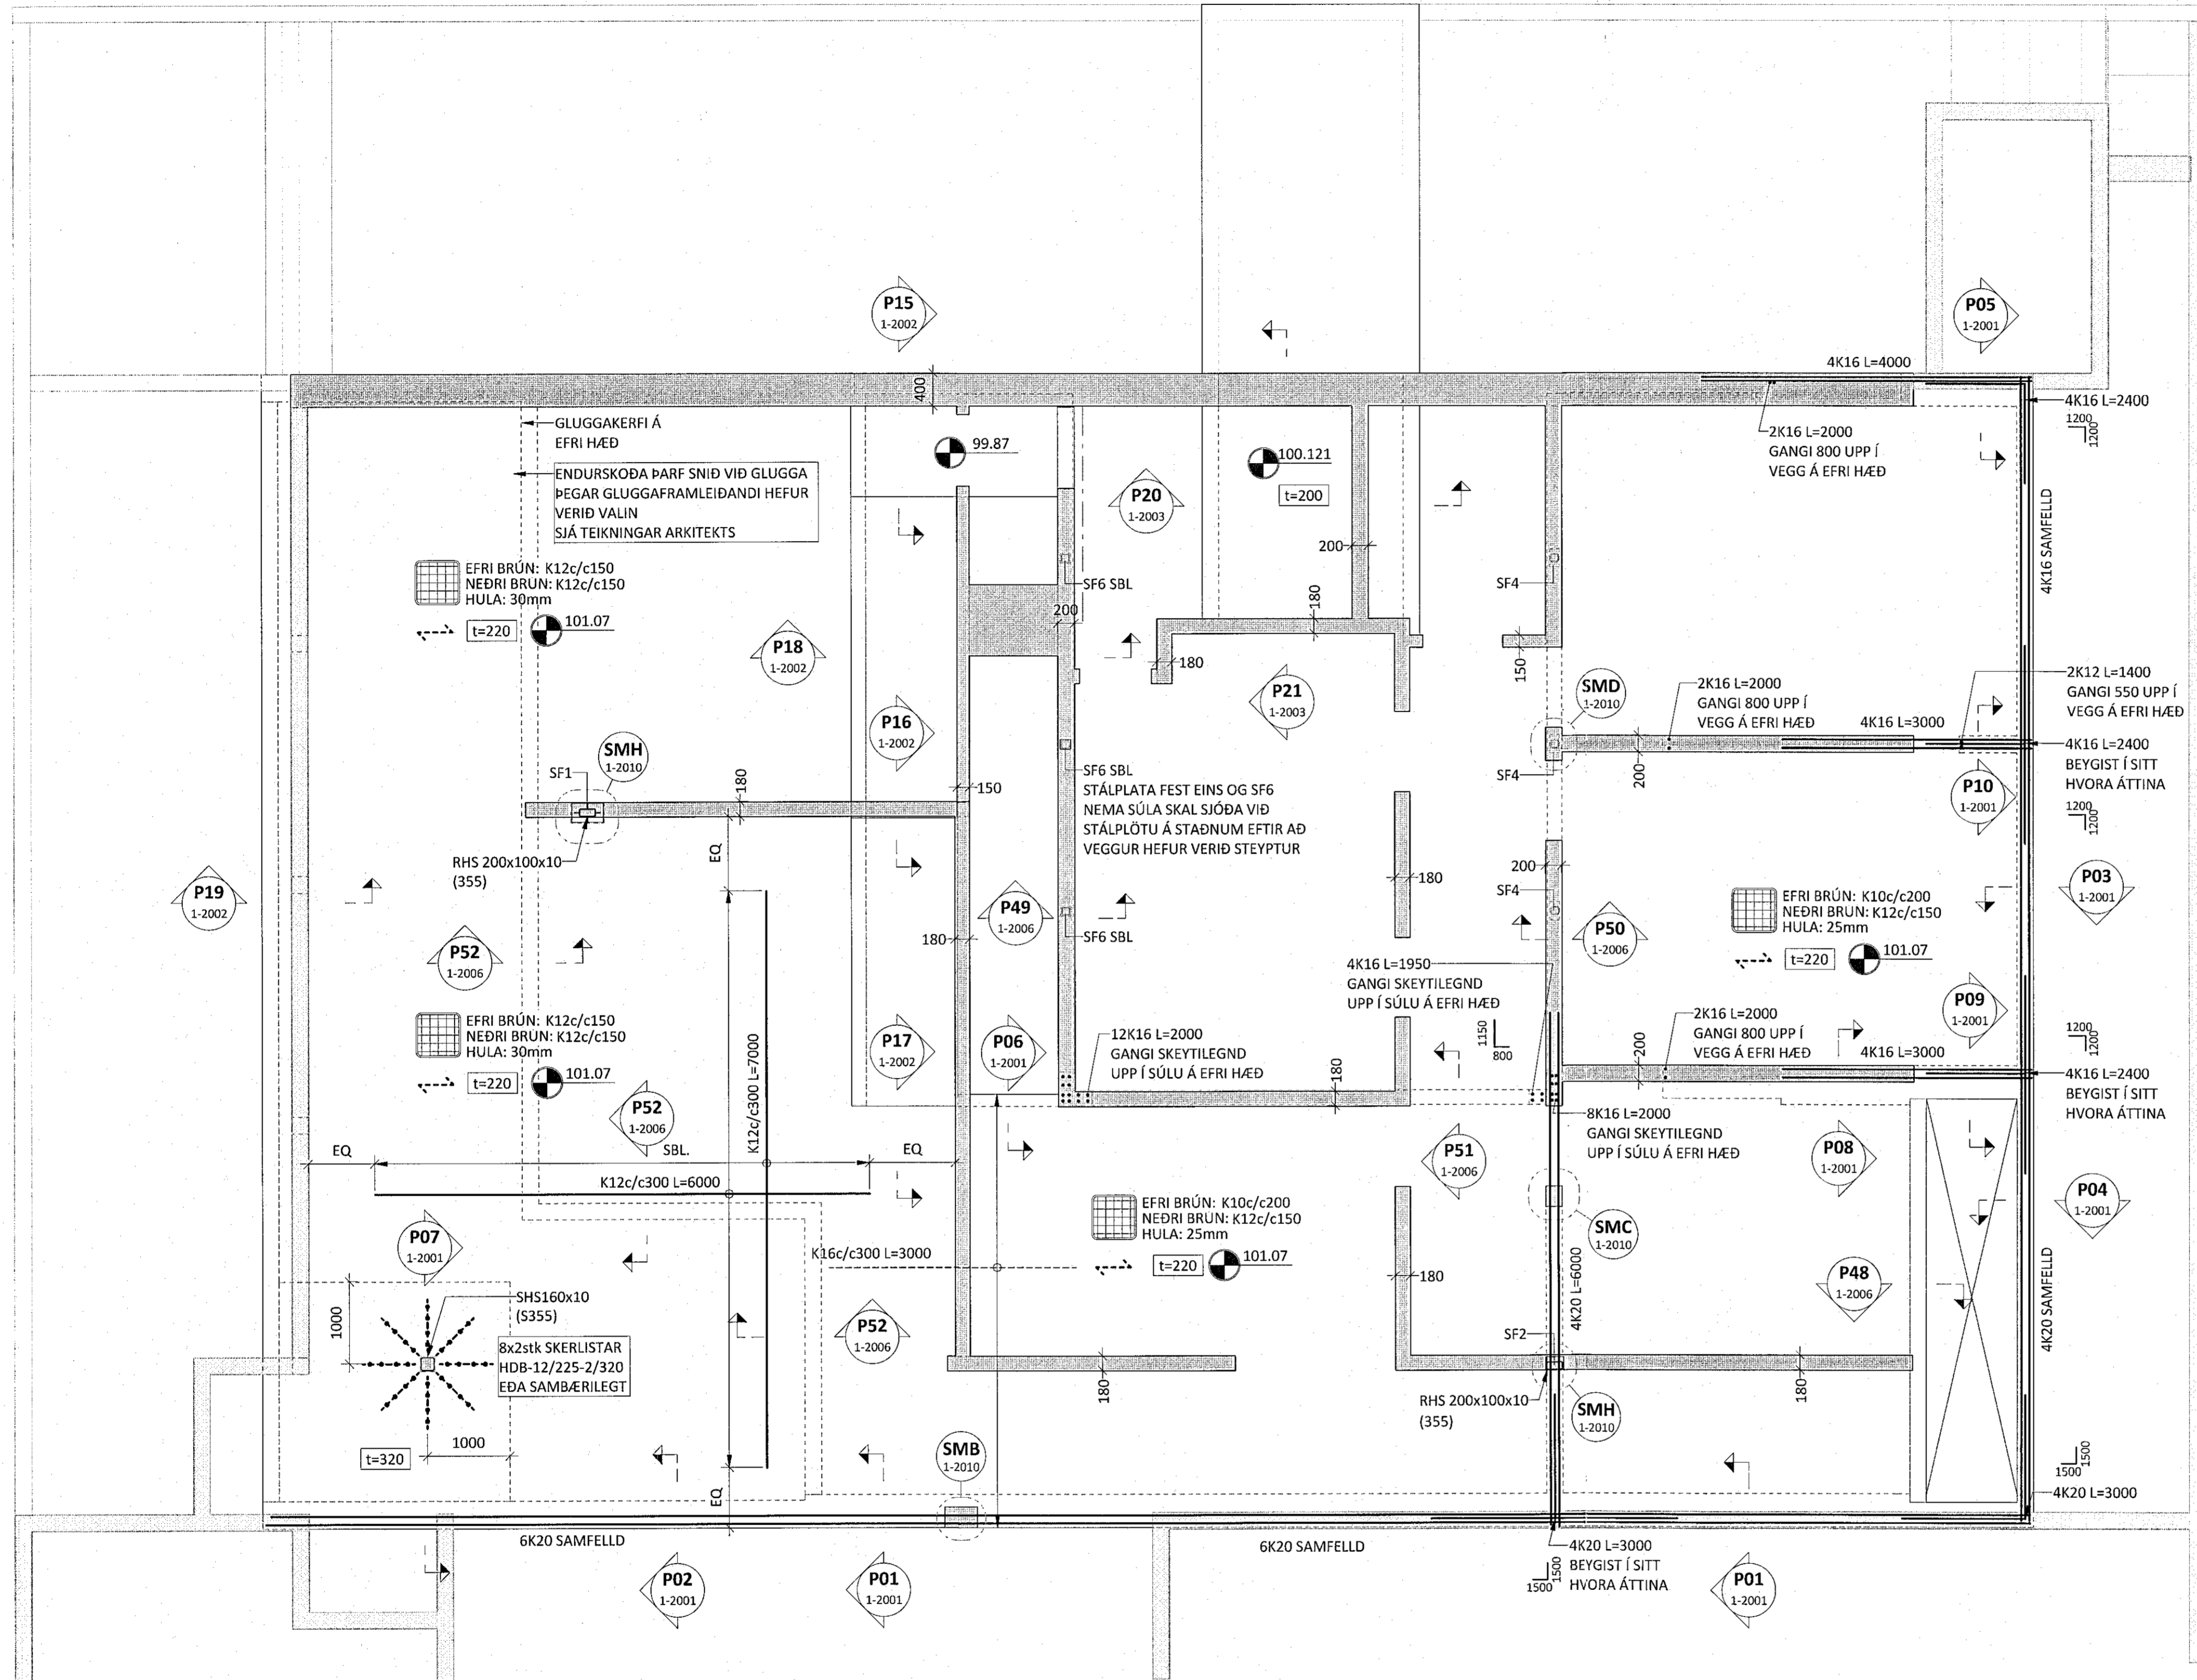 P15
1-2002
P05
1-2001
4K16 L=4000
400
4K16 L=2400
1200
1200
GLUGGAKERFI Á
EFRI HÆÐ
2K16 L=2000
GANGI 800 UPP Í
VEGG Á EFRI HÆÐ
99.87
100.121
t=200
ENDURSKOÐA ÞARF SNIÐ VIÐ GLUGGA
ÞEGAR GLUGGAFRAMLEIÐANDI HEFUR
VERIÐ VALIN
SJÁ TEIKNINGAR ARKITEKTS
P20
1-2003
4K16 SAMFELLD
200
EFRI BRÚN: K12c/c150
NEÐRI BRÚN: K12c/c150
HULA: 30mm
t=220
101.07
SF6 SBL
SF4
200
180
P18
1-2002
180
150
P21
1-2003
SMD
1-2010
2K16 L=2000
GANGI 800 UPP Í
VEGG Á EFRI HÆÐ
4K16 L=3000
2K12 L=1400
GANGI 550 UPP Í
VEGG Á EFRI HÆÐ
P16
1-2002
SMH
1-2010
SF1
180
150
SF6 SBL
STÁLPLATA FEST EINS OG SF6
NEMA SÚLA SKAL SJÓÐA VIÐ
STÁLPLÖTU Á STAÐNUM EFTIR AÐ
VEGGUR HEFUR VERIÐ STEYPTUR
SF4
200
4K16 L=2400
BEYGIST Í SITT
HVORA ÁTTINA
P10
1-2001
1200
1200
RHS 200x100x10
(355)
EQ
200
180
SF4
P19
1-2002
P03
1-2001
P49
1-2006
EFRI BRÚN: K10c/c200
NEÐRI BRÚN: K12c/c150
HULA: 25mm
t=220
101.07
P52
1-2006
180
SF6 SBL
P50
1-2006
4K16 L=1950
GANGI SKEYTILEGND
UPP Í SÚLU Á EFRI HÆÐ
P09
1-2001
EFRI BRÚN: K12c/c150
NEÐRI BRÚN: K12c/c150
HULA: 30mm
t=220
101.07
P17
1-2002
P06
1-2001
12K16 L=2000
GANGI SKEYTILEGND
UPP Í SÚLU Á EFRI HÆÐ
1150
800
2K16 L=2000
GANGI 800 UPP Í
VEGG Á EFRI HÆÐ
200
4K16 L=3000
1200
1200
4K16 L=2400
BEYGIST Í SITT
HVORA ÁTTINA
K12c/c300 L=7000
P52
1-2006
180
8K16 L=2000
GANGI SKEYTILEGND
UPP Í SÚLU Á EFRI HÆÐ
EQ
SBL.
EQ
K12c/c300 L=6000
P51
1-2006
P08
1-2001
P04
1-2001
EFRI BRÚN: K10c/c200
NEÐRI BRÚN: K12c/c150
HULA: 25mm
t=220
101.07
SMC
1-2010
P07
1-2001
K16c/c300 L=3000
180
4K20 L=6000
P48
1-2006
4K20 SAMFELLD
SHS160x10
(S355)
1000
8x2stk SKERLISTAR
HDB-12/225-2/320
EÐA SAMBÆRILEGT
P52
1-2006
SF2
180
RHS 200x100x10
(355)
180
SMH
1-2010
t=320
1000
SMB
1-2010
EQ
1500
1500
4K20 L=3000
6K20 SAMFELLD
6K20 SAMFELLD
4K20 L=3000
BEYGIST Í SITT
HVORA ÁTTINA
1500
1500
P02
1-2001
P01
1-2001
P01
1-2001